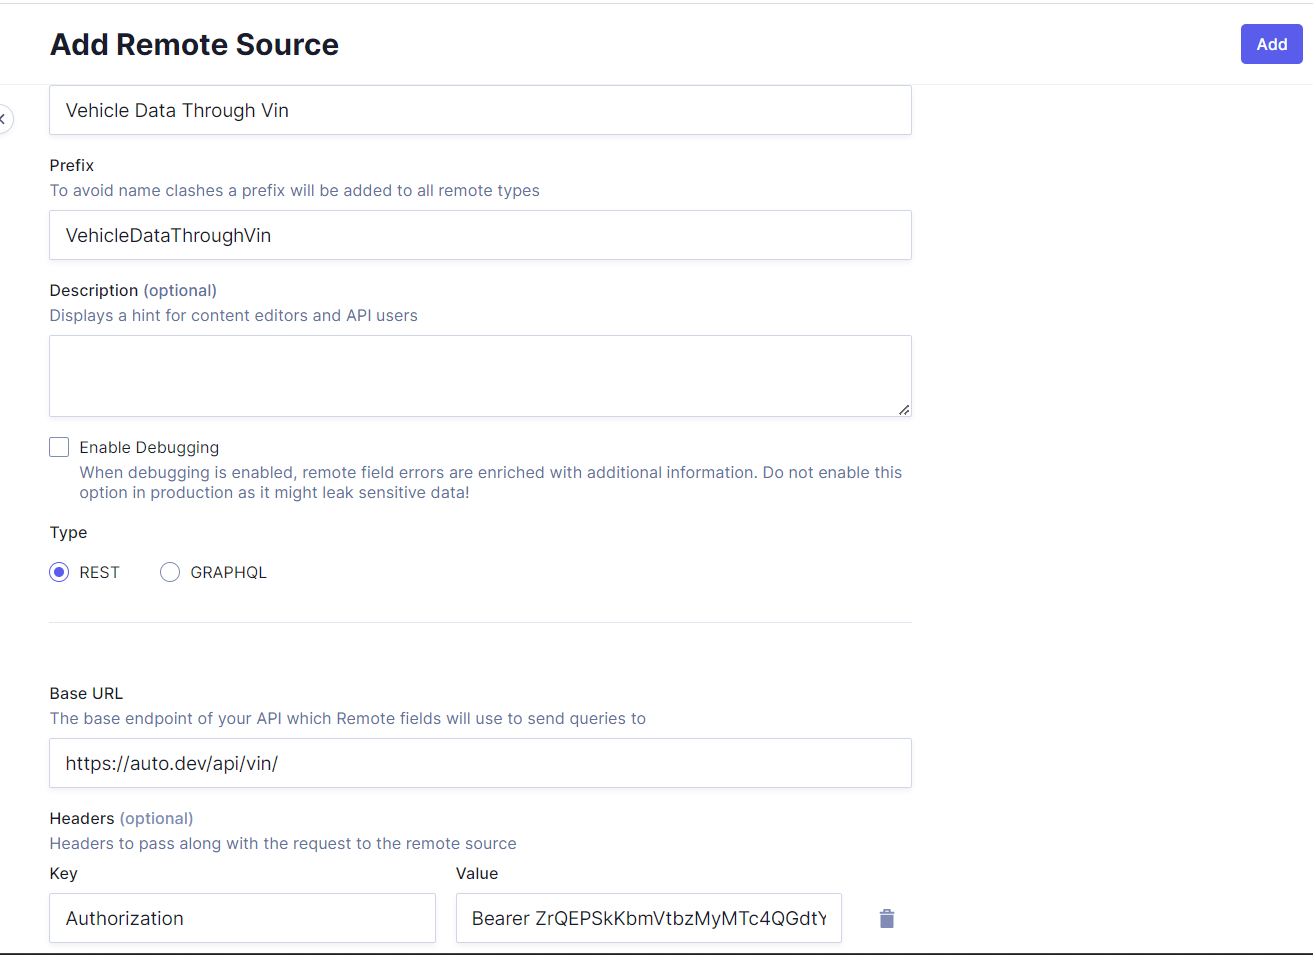 Add Remote Source
Add
Vehicle Data Through Vin
Prefix
To avoid name clashes a prefix will be added to all remote types
VehicleDataThroughVin
Description (optional)
Displays a hint for content editors and API users
Enable Debugging
When debugging is enabled, remote field errors are enriched with additional information. Do not enable this
option in production as it might leak sensitive data!
Type
REST GRAPHQL
Base URL
The base endpoint of your API which Remote fields will use to send queries to
https://auto.dev/api/vin/
Headers (optional)
Headers to pass along with the request to the remote source
Key Value
Authorization Bearer ZrQEPSkKbmVtbzMyMTc4QGdtY